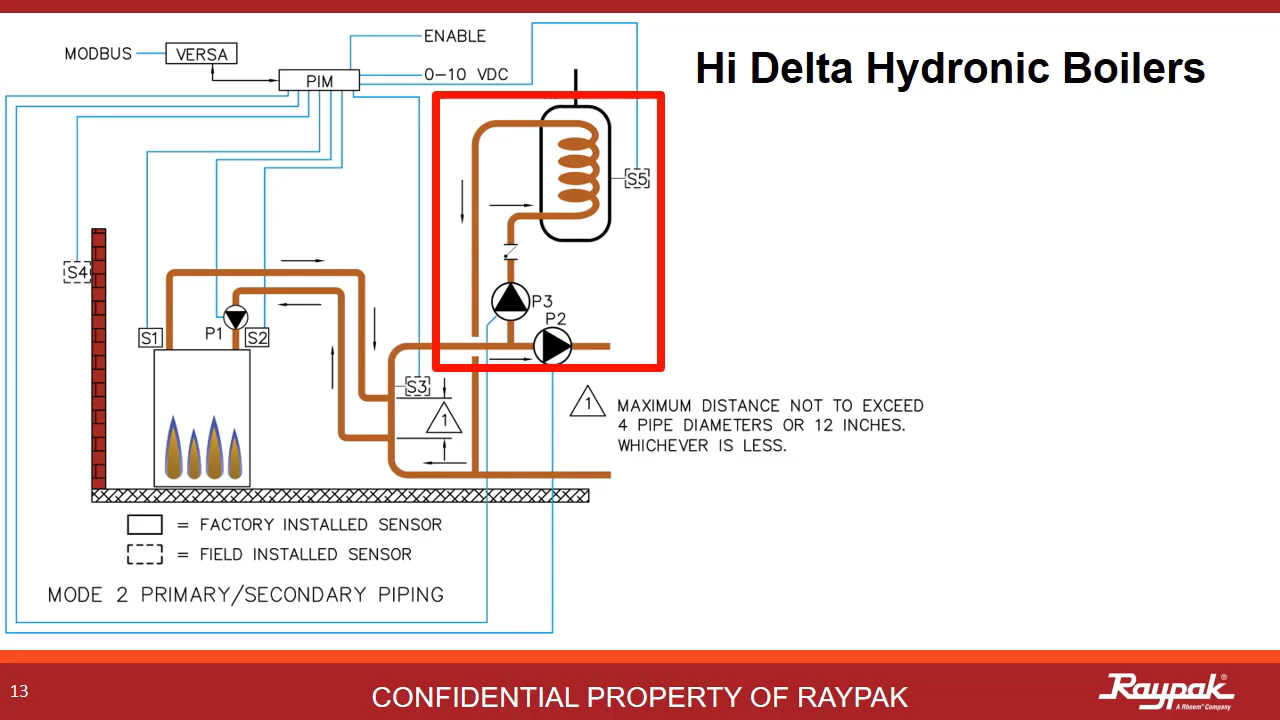 Hi Delta Hydronic Boilers
MODBUS
VERSA
ENABLE
PIM
0-10 VDC
S5
S4
P3
P2
P1
S1
S2
S3
1
1
MAXIMUM DISTANCE NOT TO EXCEED
4 PIPE DIAMETERS OR 12 INCHES.
WHICHEVER IS LESS.
= FACTORY INSTALLED SENSOR
= FIELD INSTALLED SENSOR
MODE 2 PRIMARY/SECONDARY PIPING
13
CONFIDENTIAL PROPERTY OF RAYPAK
Raypak®
A Rheem® Company